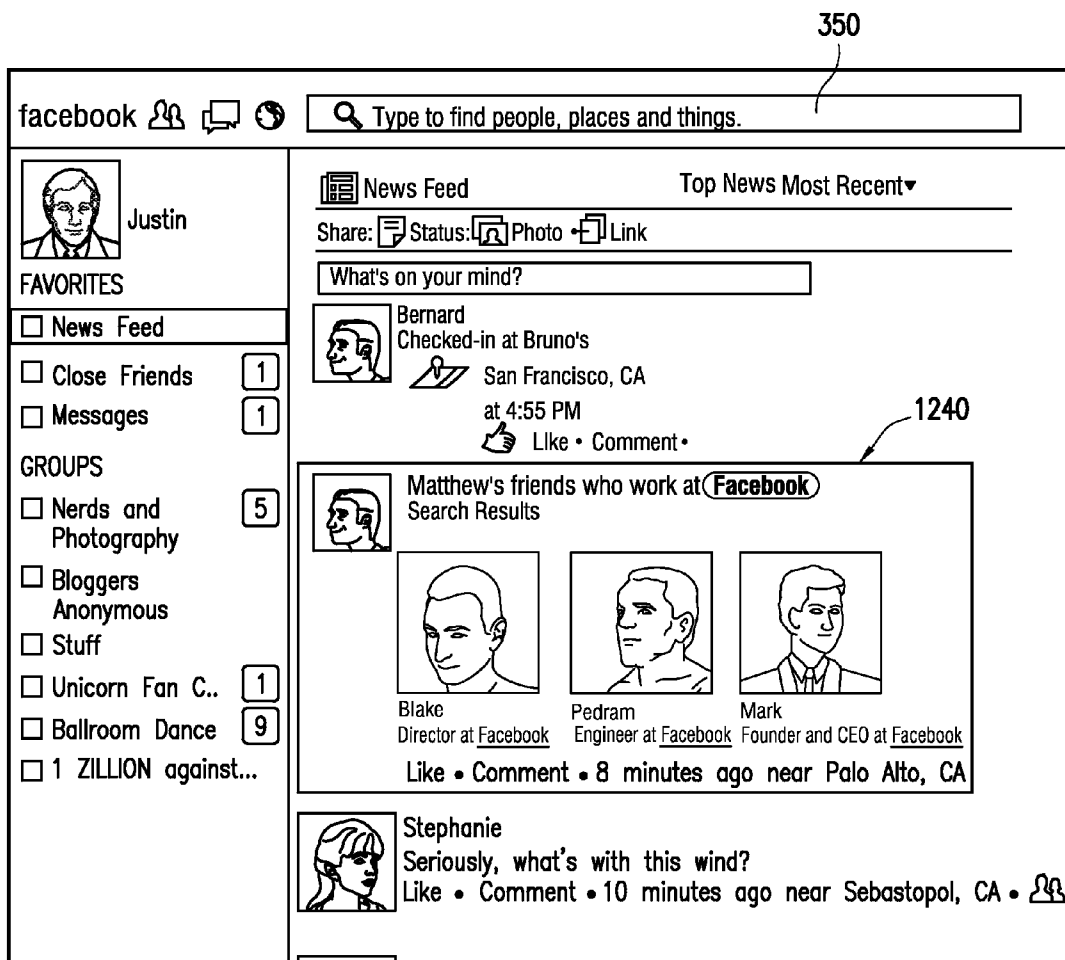 350
facebook
Type to find people, places and things.
Justin
FAVORITES
News Feed
Close Friends 1
Messages 1
GROUPS
Nerds and 5
Photography
Bloggers
Anonymous
Stuff
Unicorn Fan C.. 1
Ballroom Dance 9
1 ZILLION against...
News Feed Top News Most Recent▾
Share: Status: Photo Link
What's on your mind?
Bernard
Checked-in at Bruno's
San Francisco, CA
at 4:55 PM
Like • Comment •
1240
Matthew's friends who work at Facebook
Search Results
Blake
Director at Facebook
Pedram
Engineer at Facebook
Mark
Founder and CEO at Facebook
Like • Comment • 8 minutes ago near Palo Alto, CA
Stephanie
Seriously, what's with this wind?
Like • Comment • 10 minutes ago near Sebastopol, CA •